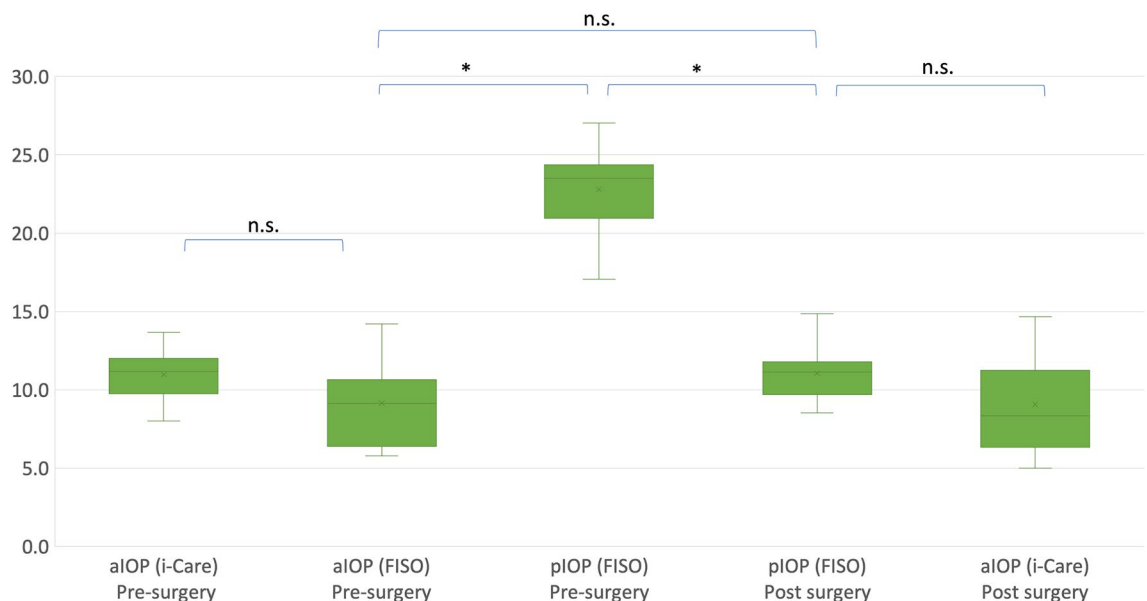 n.s.
* * n.s.
30.0
25.0
n.s.
20.0
15.0
10.0
5.0
0.0
aIOP (i-Care) aIOP (FISO) pIOP (FISO) pIOP (FISO) aIOP (i-Care)
Pre-surgery Pre-surgery Pre-surgery Post surgery Post surgery